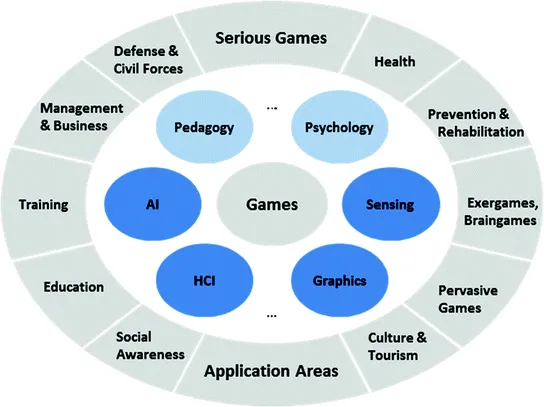 Serious Games
Defense &
Civil Forces
Health
Management
& Business
Prevention &
Rehabilitation
...
Pedagogy
Psychology
Training
AI
Games
Sensing
Exergames,
Braingames
HCI
Graphics
Education
Pervasive
Games
...
Social
Awareness
Culture &
Tourism
Application Areas